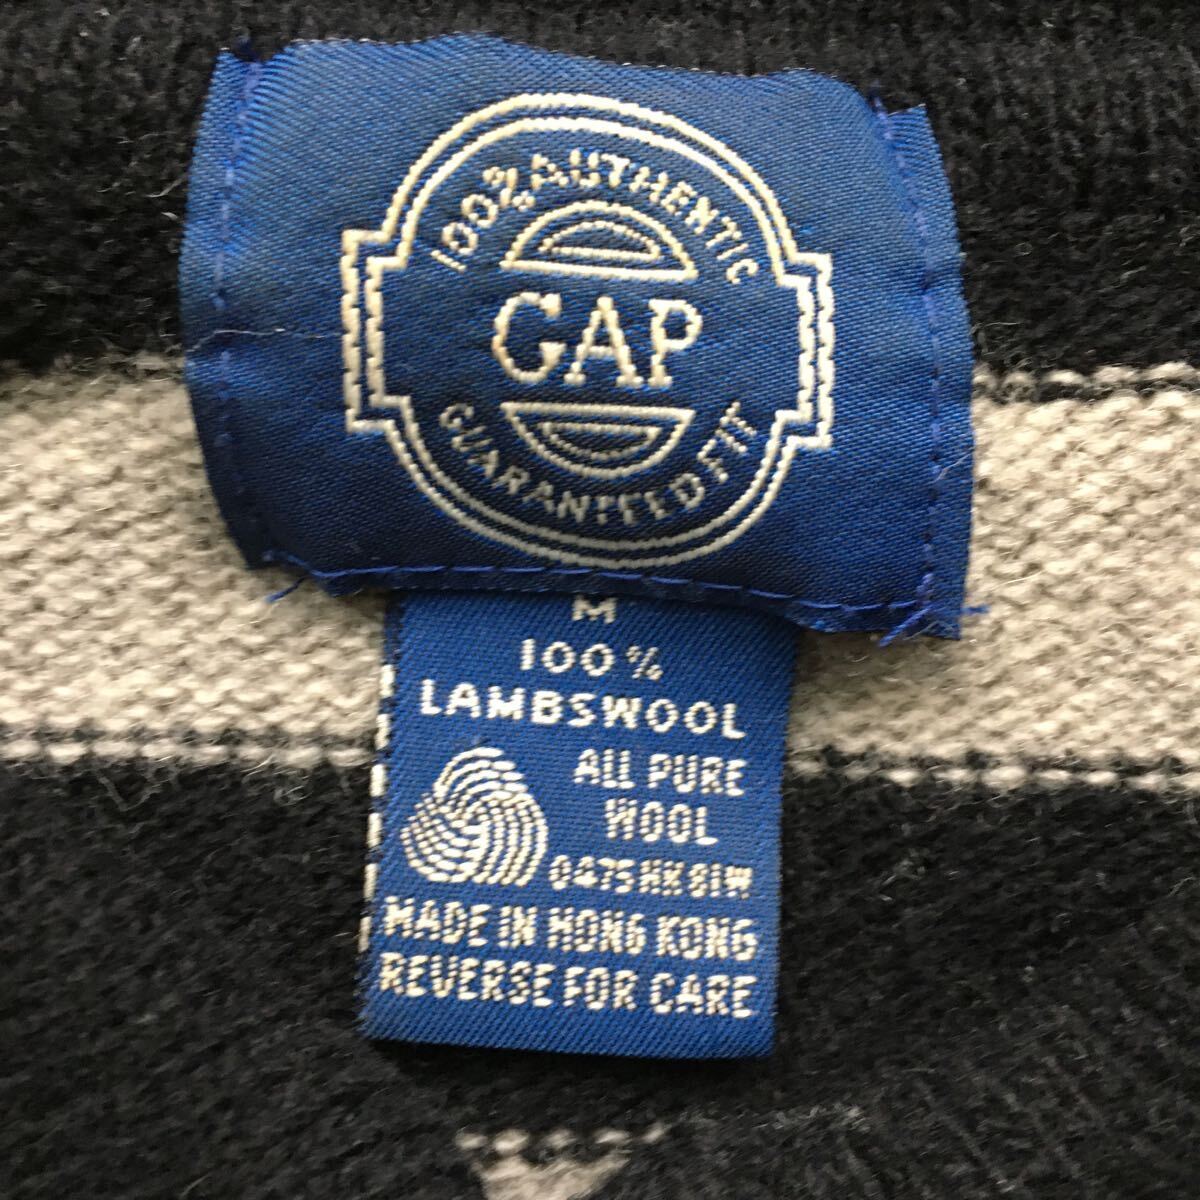 100% AUTHENTIC
GAP
GUARANTEED FIT
M
100%
LAMBSWOOL
ALL PURE
WOOL
0475HK81W
MADE IN HONG KONG
REVERSE FOR CARE